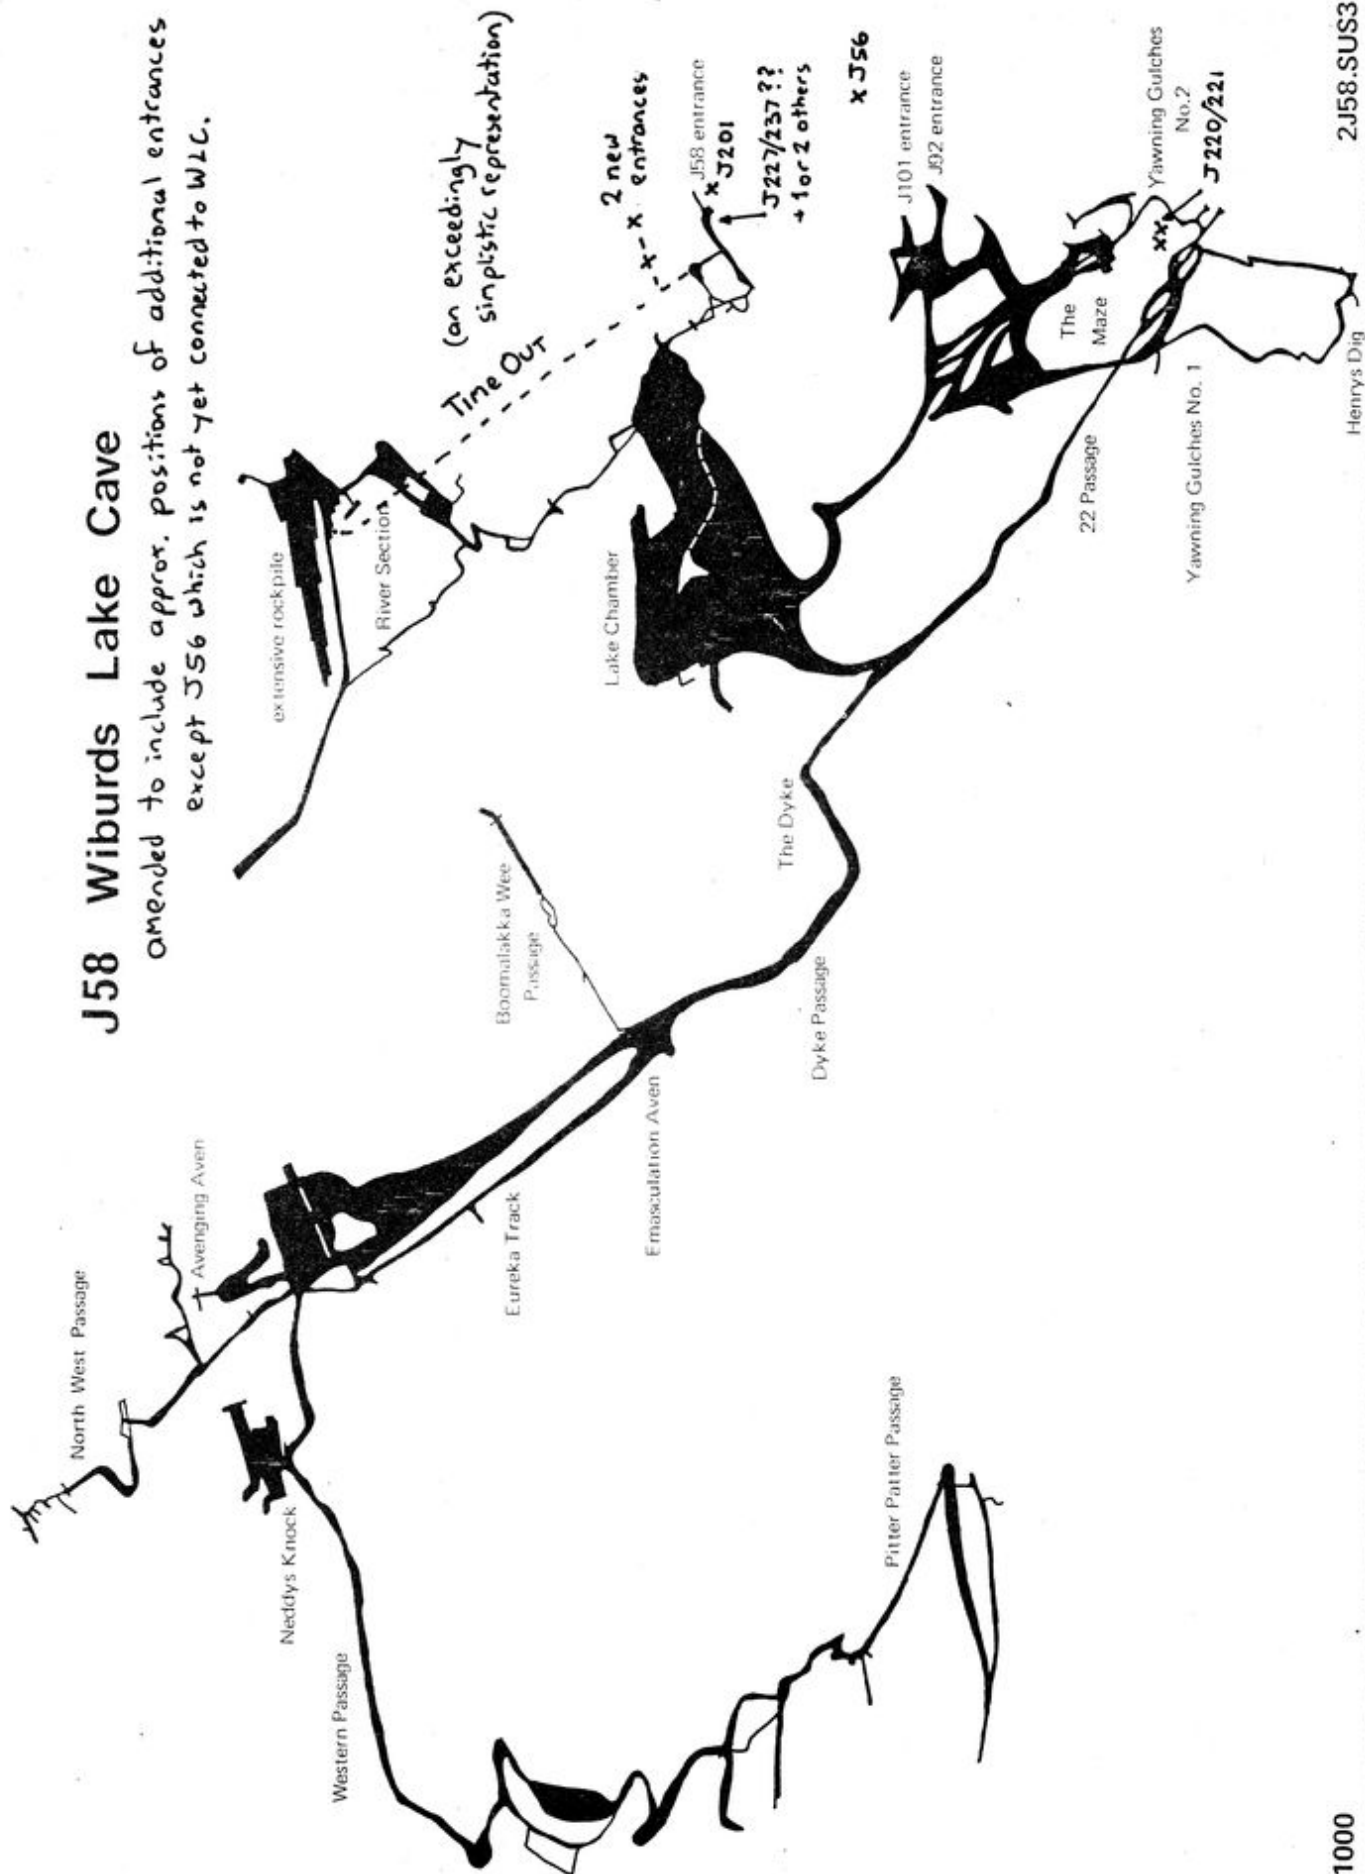 J58 Wiburds Lake Cave
amended to include approx. positions of additional entrances
except J56 which is not yet connected to WLC.
(an exceedingly
simplistic representation)
extensive rockpile
River Section
Time Out
2 new
entrances
J58 entrance
x J201
J227/237 ??
+ 1 or 2 others
x J56
J101 entrance
J92 entrance
Yawning Gulches
No.2
J220/221
2J58.SUS3
Lake Chamber
The
Maze
22 Passage
Yawning Gulches No. 1
Henrys Dig
The Dyke
Dyke Passage
Boomalakka Wee
Passage
Emasculation Aven
Eureka Track
Avenging Aven
North West Passage
Neddys Knock
Western Passage
Pitter Patter Passage
1000